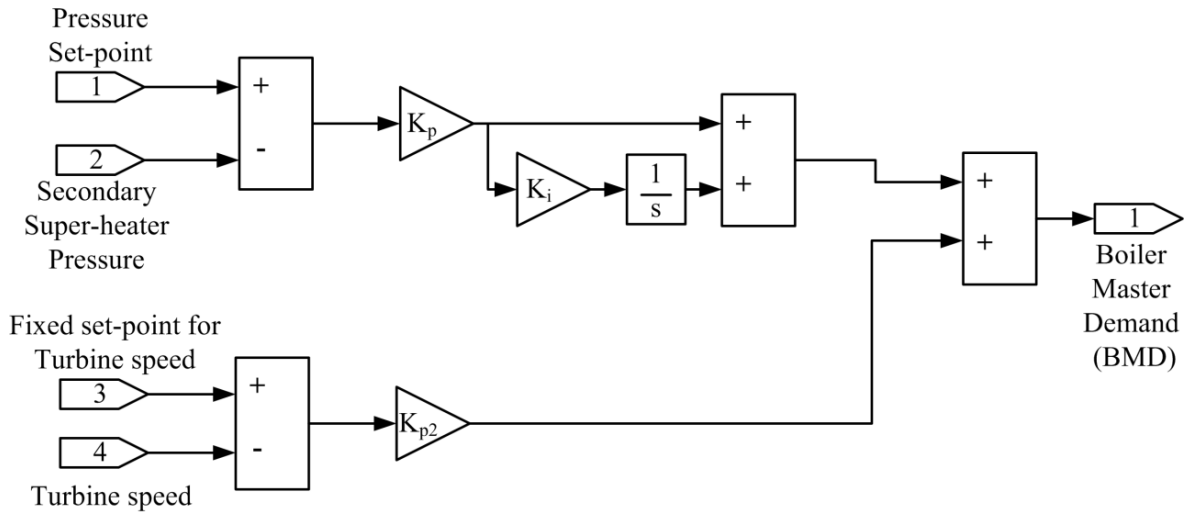 Pressure
Set-point
1
+
-
2
Secondary
Super-heater
Pressure
Kp
Ki
1
s
+
+
+
+
1
Boiler
Master
Demand
(BMD)
Fixed set-point for
Turbine speed
3
+
-
4
Turbine speed
Kp2